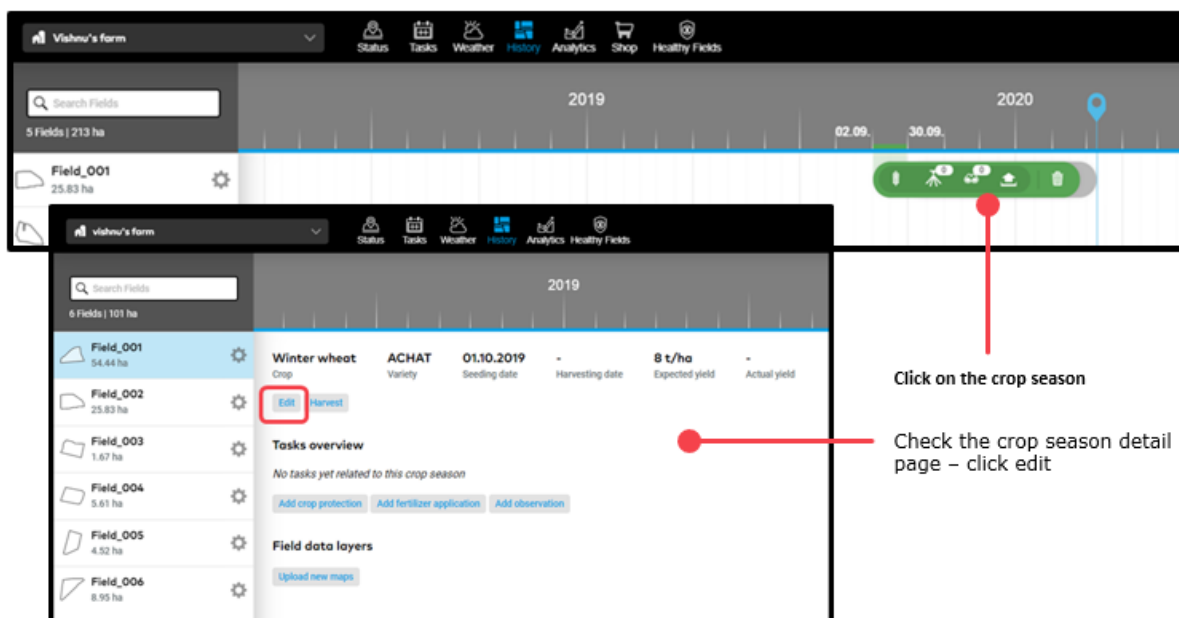 Vishnu's farm
Status Tasks Weather History Analytics Shop Healthy Fields
Search Fields
5 Fields | 213 ha
2019
2020
02.09.
30.09.
Field_001
25.83 ha
0
0
vishnu's farm
Status Tasks Weather History Analytics Healthy Fields
Search Fields
6 Fields | 101 ha
2019
Field_001
54.44 ha
Field_002
25.83 ha
Field_003
1.67 ha
Field_004
5.61 ha
Field_005
4.52 ha
Field_006
8.95 ha
Winter wheat ACHAT 01.10.2019 - 8 t/ha -
Crop Variety Seeding date Harvesting date Expected yield Actual yield
Edit Harvest
Tasks overview
No tasks yet related to this crop season
Add crop protection Add fertilizer application Add observation
Field data layers
Upload new maps
Click on the crop season
Check the crop season detail
page – click edit